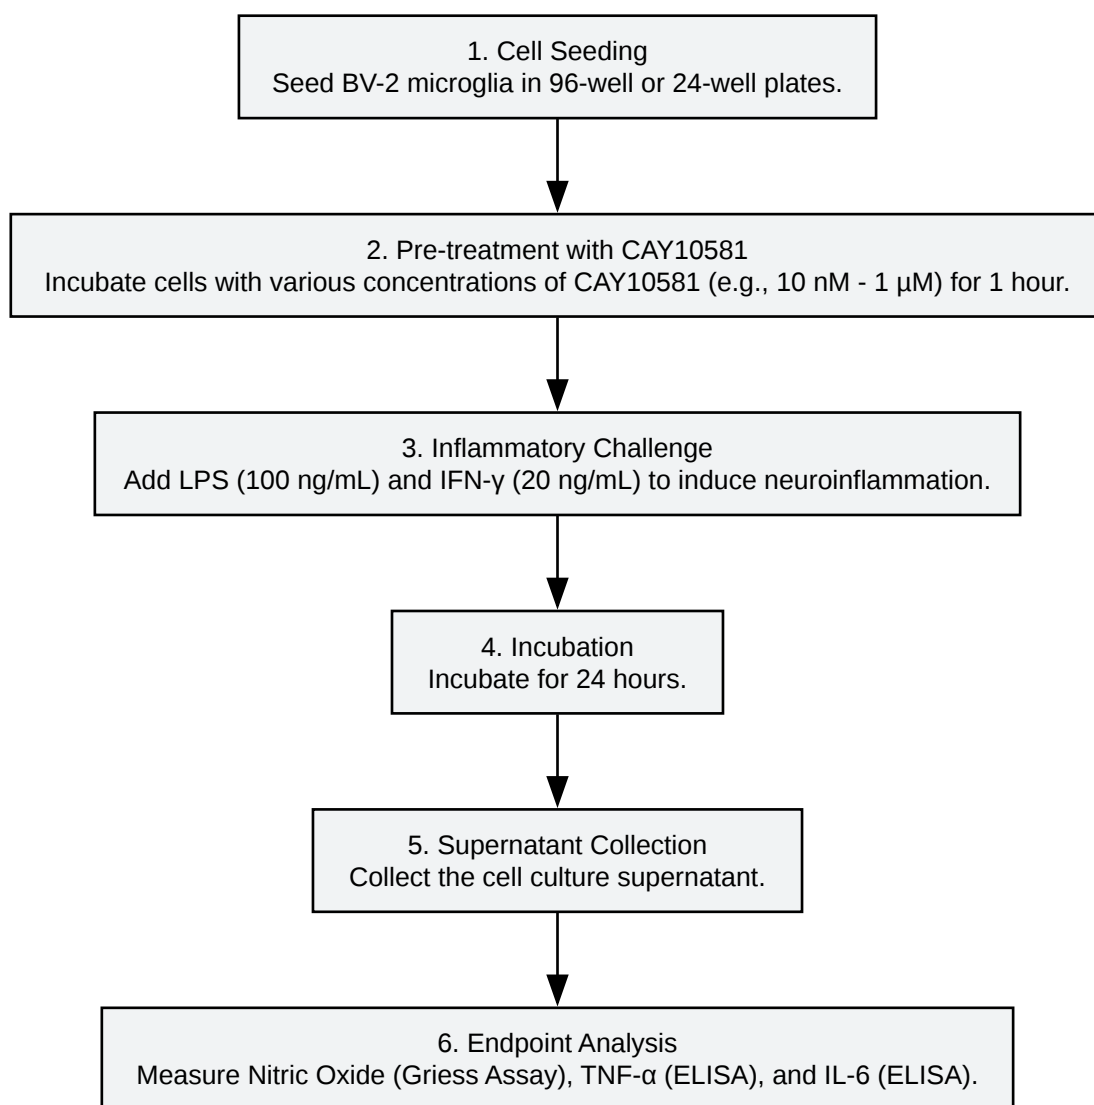 1. Cell Seeding
Seed BV-2 microglia in 96-well or 24-well plates.
2. Pre-treatment with CAY10581
Incubate cells with various concentrations of CAY10581 (e.g., 10 nM - 1 µM) for 1 hour.
3. Inflammatory Challenge
Add LPS (100 ng/mL) and IFN-γ (20 ng/mL) to induce neuroinflammation.
4. Incubation
Incubate for 24 hours.
5. Supernatant Collection
Collect the cell culture supernatant.
6. Endpoint Analysis
Measure Nitric Oxide (Griess Assay), TNF-α (ELISA), and IL-6 (ELISA).